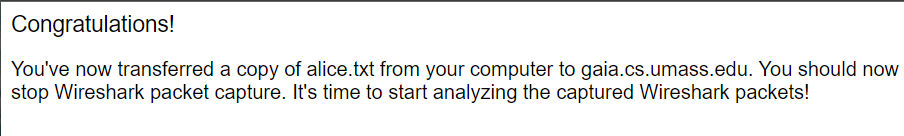 Congratulations!
You've now transferred a copy of alice.txt from your computer to gaia.cs.umass.edu. You should now
stop Wireshark packet capture. It's time to start analyzing the captured Wireshark packets!